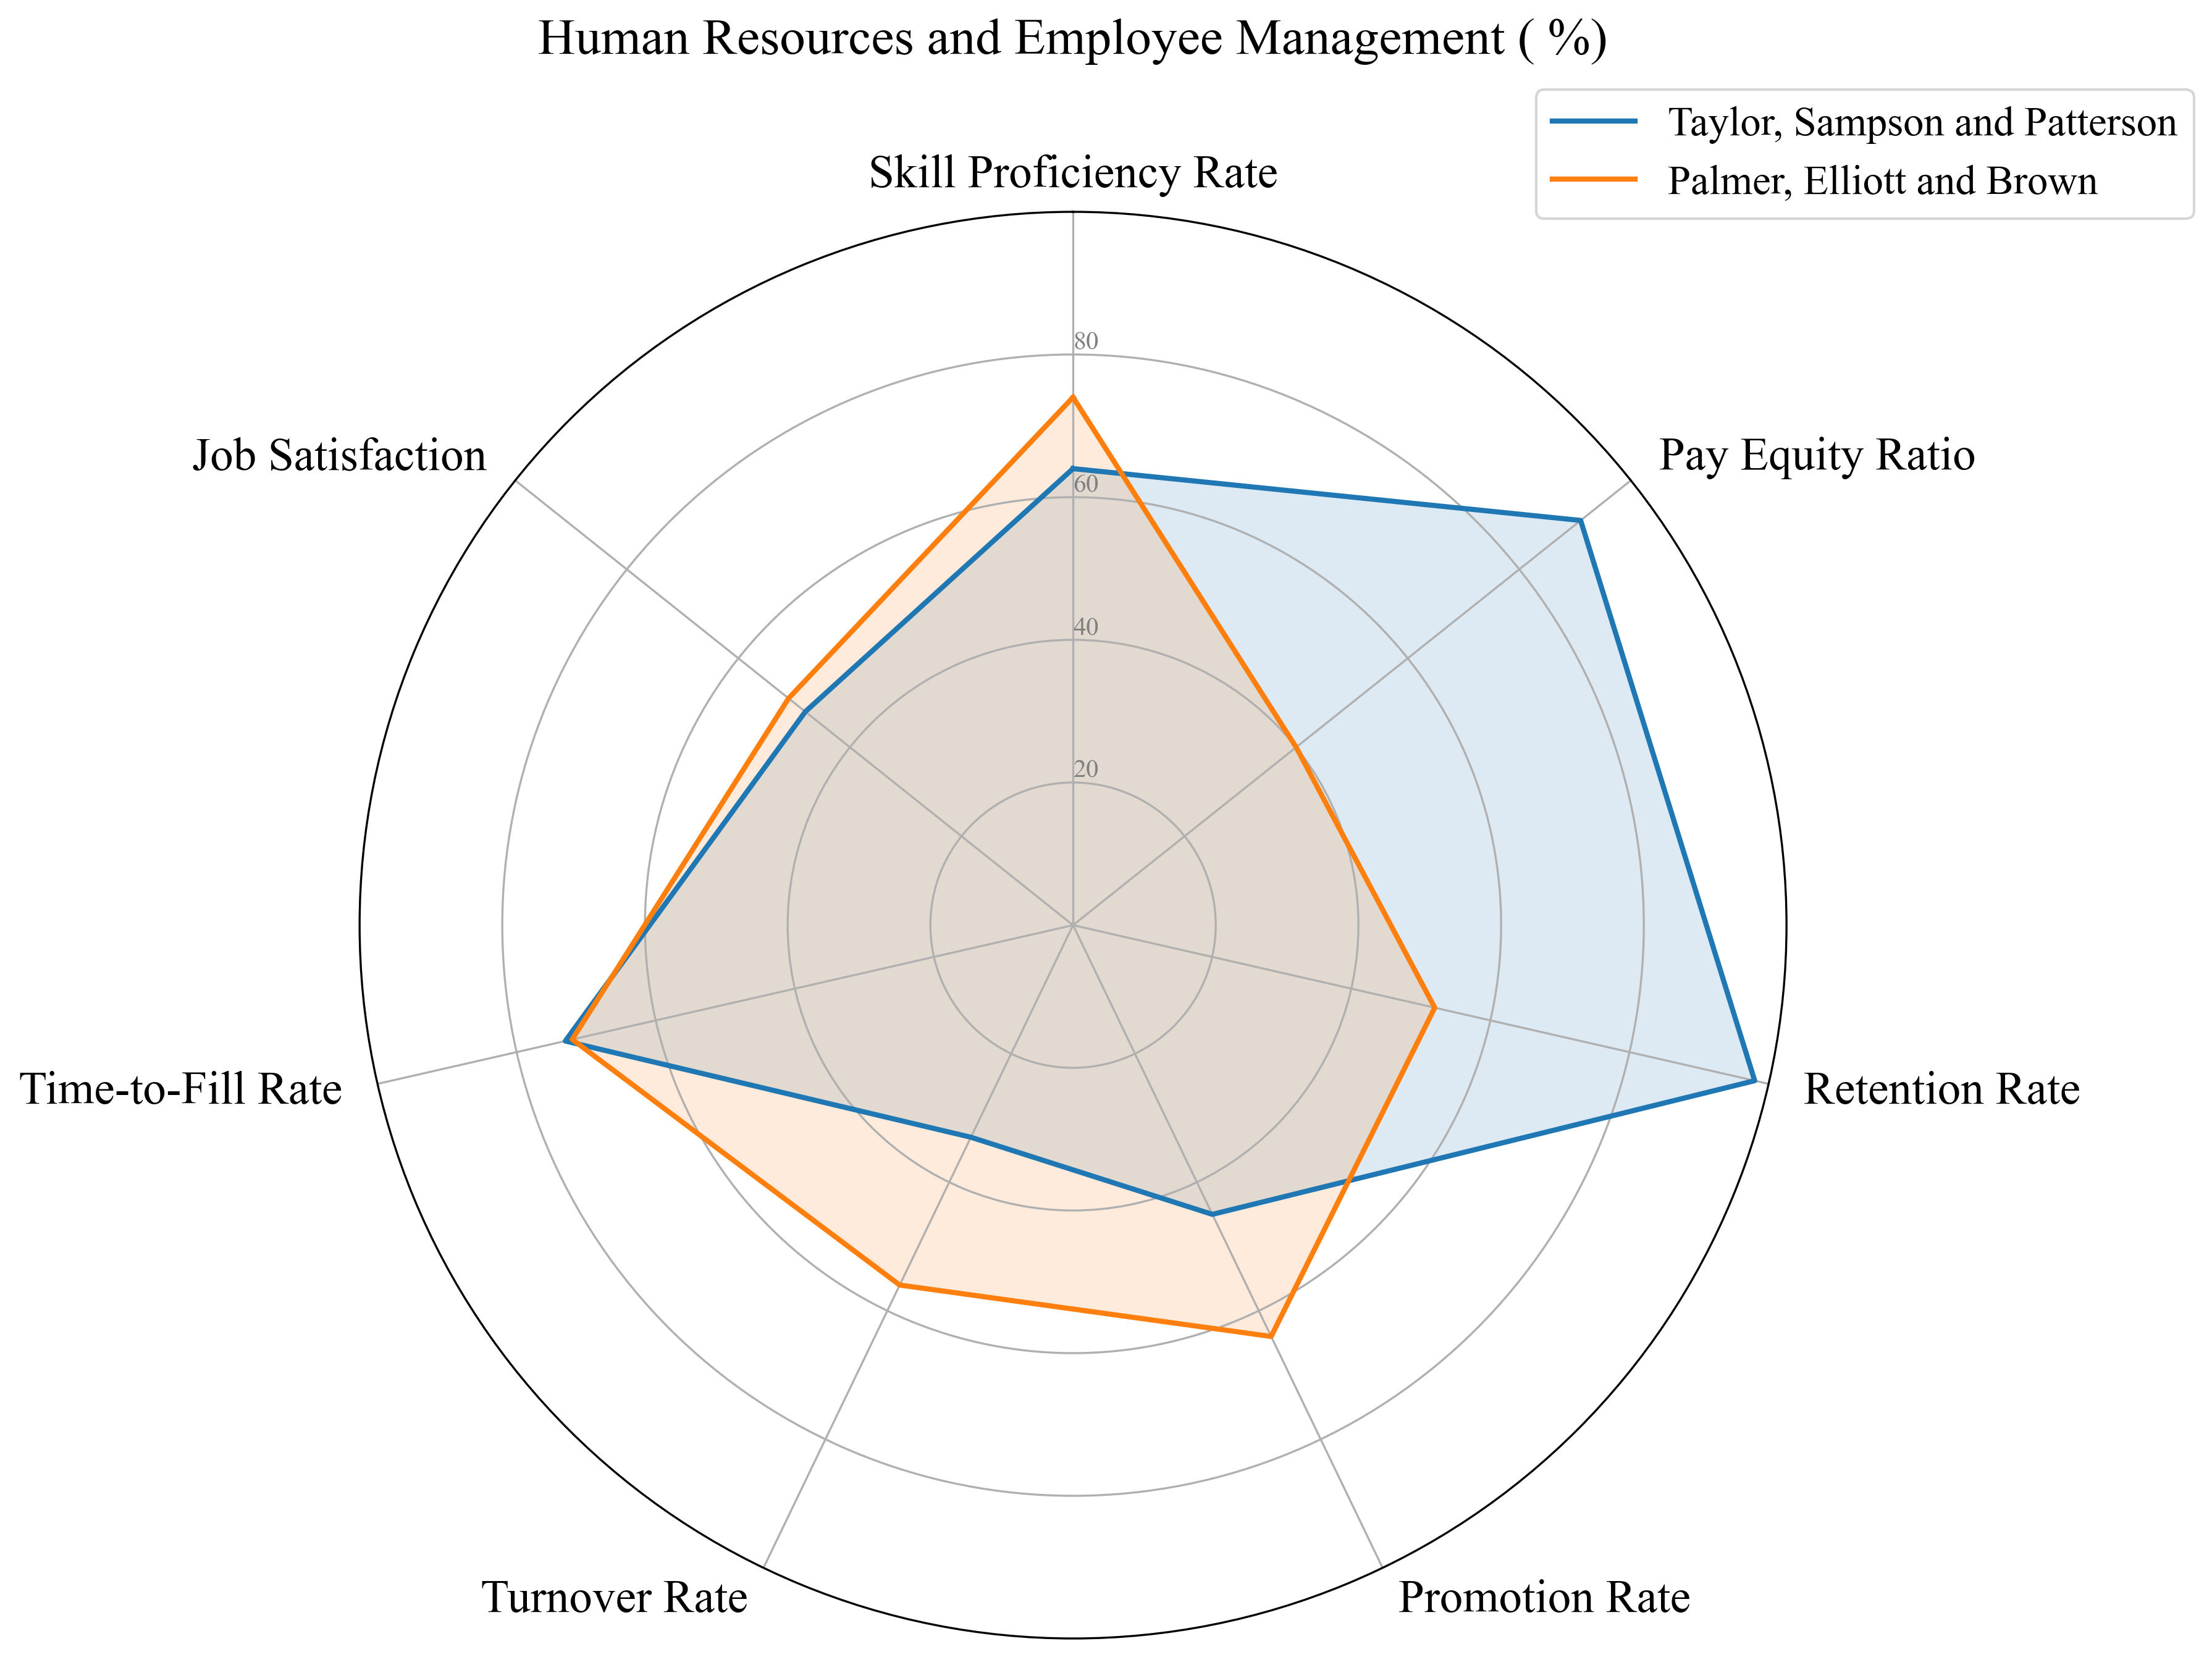 Human Resources and Employee Management ( %)
Taylor, Sampson and Patterson
Palmer, Elliott and Brown
Skill Proficiency Rate
80
Job Satisfaction
Pay Equity Ratio
60
40
20
Time-to-Fill Rate
Retention Rate
Turnover Rate
Promotion Rate